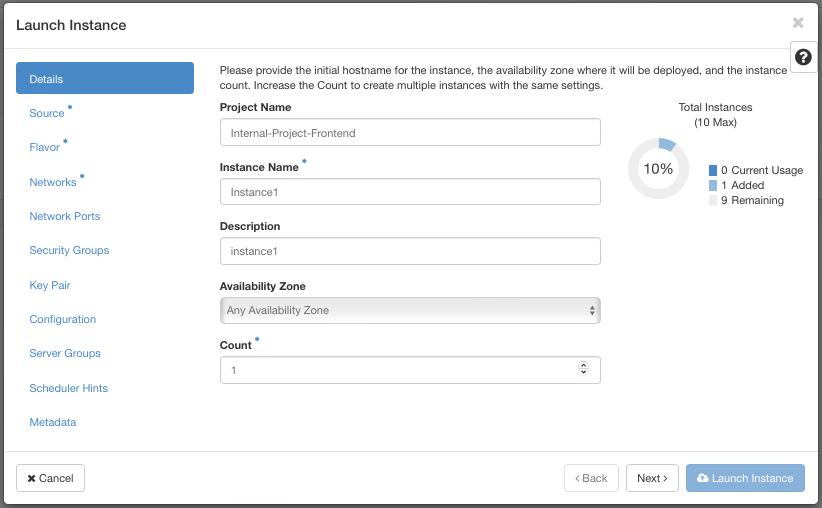 Launch Instance
×
?
Details
Source *
Flavor *
Networks *
Network Ports
Security Groups
Key Pair
Configuration
Server Groups
Scheduler Hints
Metadata
Please provide the initial hostname for the instance, the availability zone where it will be deployed, and the instance
count. Increase the Count to create multiple instances with the same settings.
Project Name
Internal-Project-Frontend
Instance Name *
Instance1
Description
instance1
Availability Zone
Any Availability Zone
Count *
1
Total Instances
(10 Max)
10%
0 Current Usage
1 Added
9 Remaining
× Cancel
‹ Back
Next ›
Launch Instance